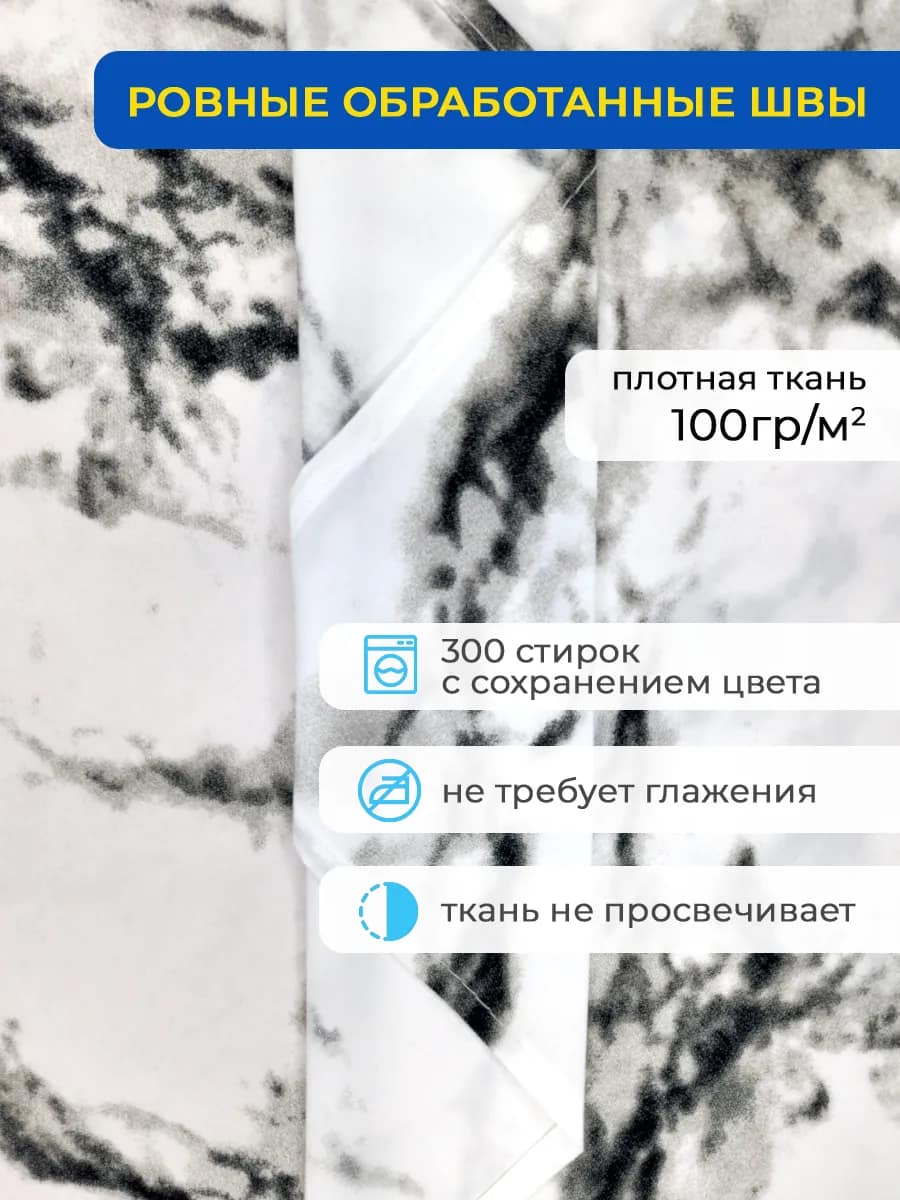 РОВНЫЕ ОБРАБОТАННЫЕ ШВЫ
плотная ткань
100гр/м²
300 стирок
с сохранением цвета
не требует глажения
ткань не просвечивает